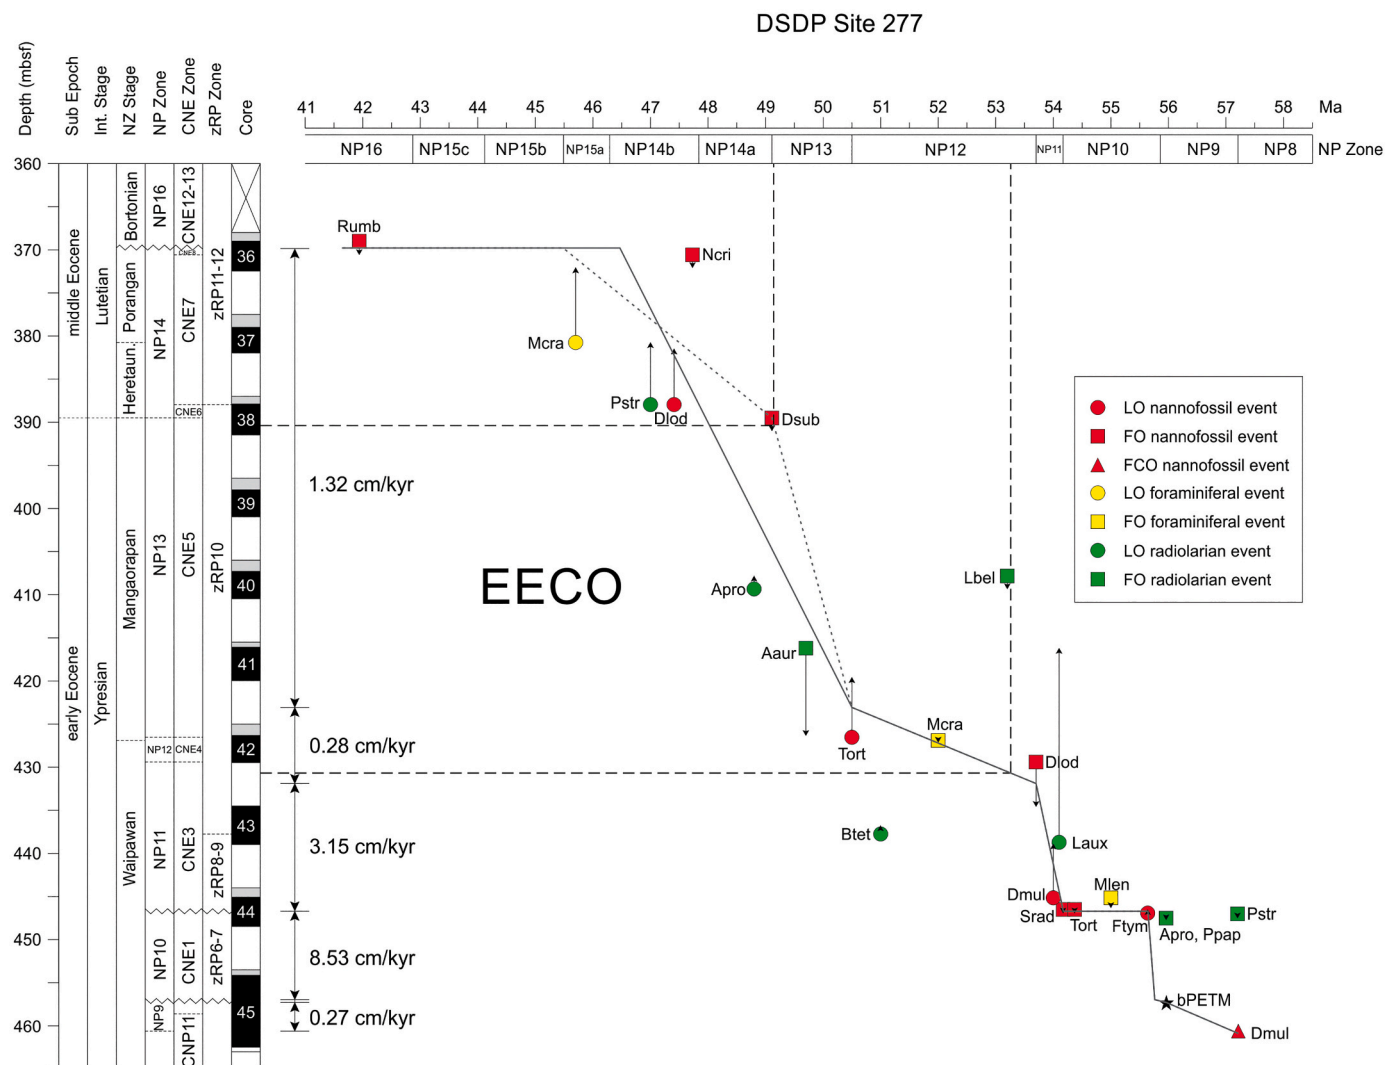 DSDP Site 277
Depth (mbsf)
Sub Epoch
Int. Stage
NZ Stage
NP Zone
CNE Zone
zRP Zone
Core
41 42 43 44 45 46 47 48 49 50 51 52 53 54 55 56 57 58 Ma
NP16 NP15c NP15b NP15a NP14b NP14a NP13 NP12 NP11 NP10 NP9 NP8 NP Zone
360
370
380
390
400
410
420
430
440
450
460
middle Eocene
early Eocene
Lutetian
Ypresian
Bortonian
Porangan
Heretaun.
Mangaorapan
Waipawan
NP16
NP14
NP13
NP12
NP11
NP10
NP9
CNE12-13
CNE8
CNE7
CNE6
CNE5
CNE4
CNE3
CNE1
CNP11
zRP11-12
zRP10
zRP8-9
zRP6-7
36
37
38
39
40
41
42
43
44
45
1.32 cm/kyr
0.28 cm/kyr
3.15 cm/kyr
8.53 cm/kyr
0.27 cm/kyr
EECO
Rumb
Ncri
Mcra
Pstr
Dlod
Dsub
Apro
Lbel
Aaur
Tort
Mcra
Dlod
Btet
Laux
Dmul
Srad
Tort
Mlen
Ftym
Apro, Ppap
Pstr
bPETM
Dmul
LO nannofossil event
FO nannofossil event
FCO nannofossil event
LO foraminiferal event
FO foraminiferal event
LO radiolarian event
FO radiolarian event